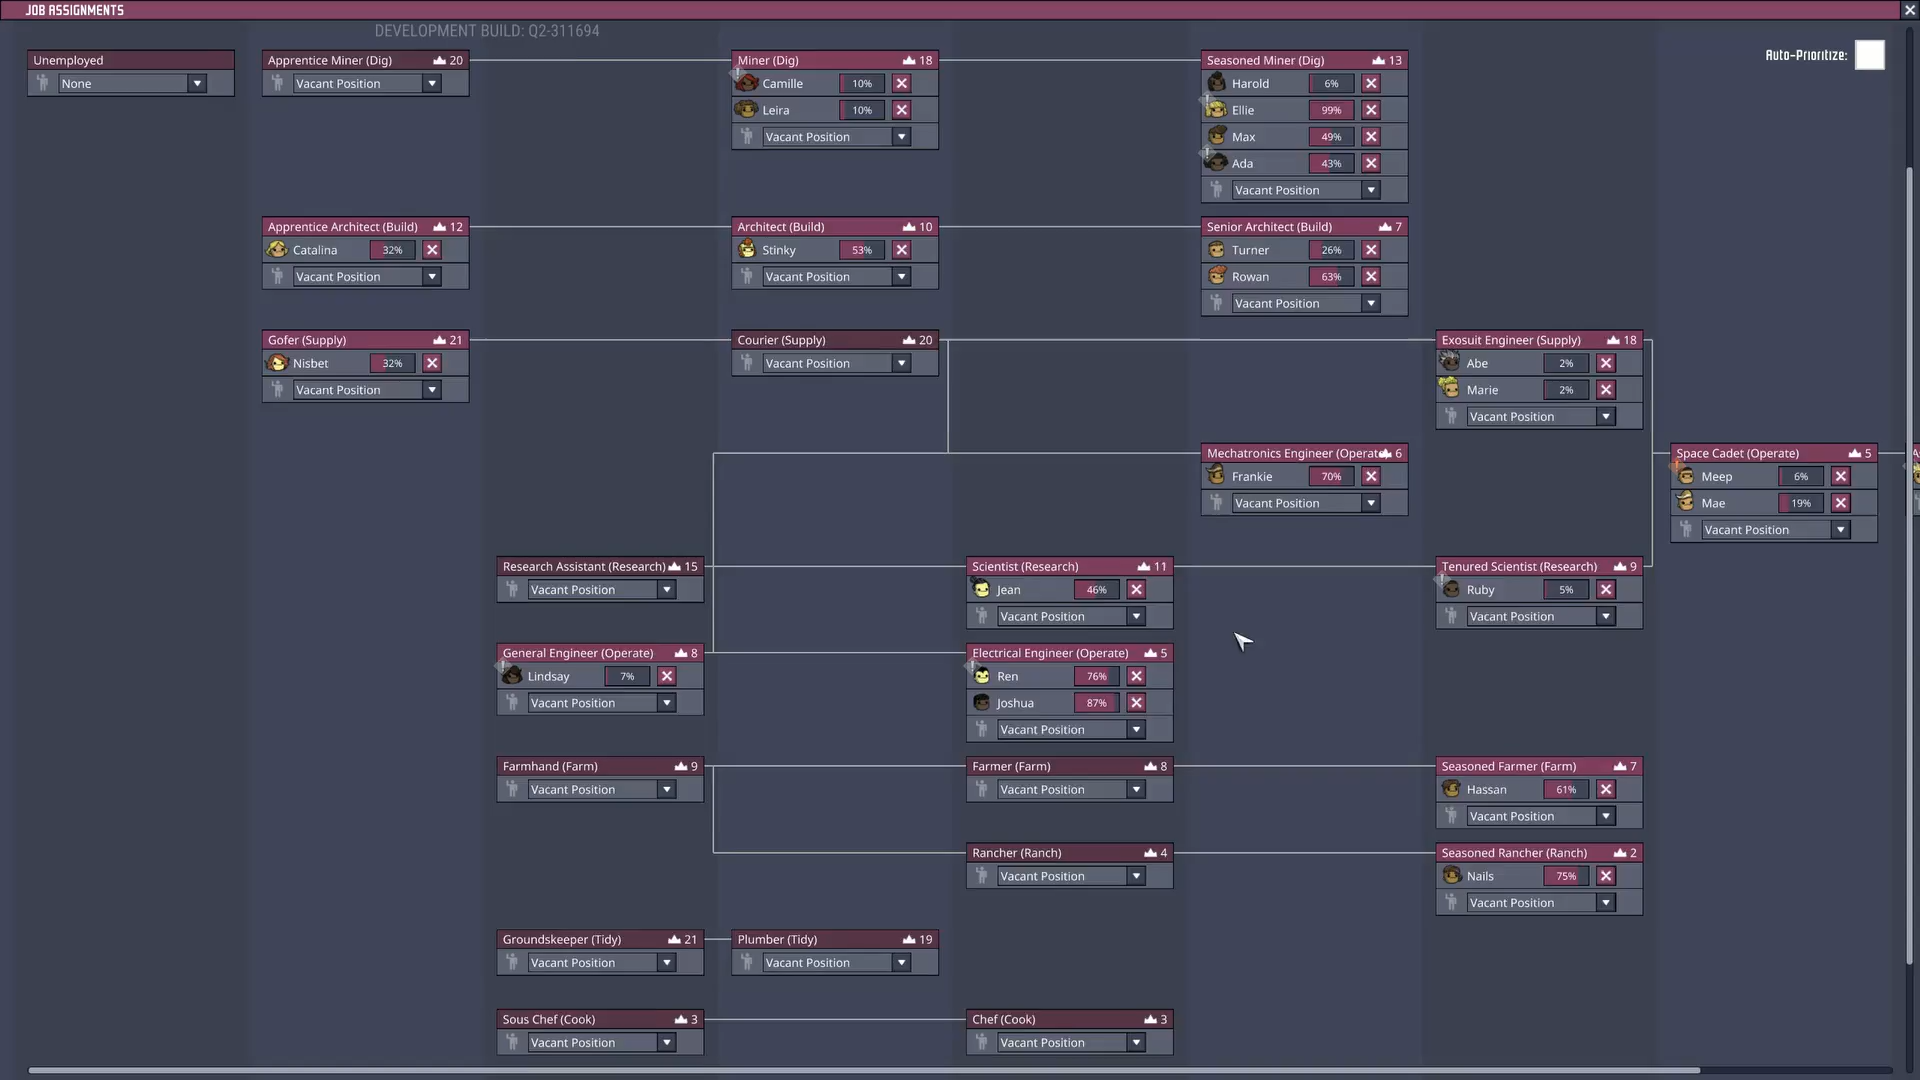 JOB ASSIGNMENTS
DEVELOPMENT BUILD: Q2-311694
Auto-Prioritize:
Unemployed
None
Apprentice Miner (Dig) 20
Vacant Position
Miner (Dig) 18
Camille 10%
Leira 10%
Vacant Position
Seasoned Miner (Dig) 13
Harold 6%
Ellie 99%
Max 49%
Ada 43%
Vacant Position
Apprentice Architect (Build) 12
Catalina 32%
Vacant Position
Architect (Build) 10
Stinky 53%
Vacant Position
Senior Architect (Build) 7
Turner 26%
Rowan 63%
Vacant Position
Gofer (Supply) 21
Nisbet 32%
Vacant Position
Courier (Supply) 20
Vacant Position
Exosuit Engineer (Supply) 18
Abe 2%
Marie 2%
Vacant Position
Mechatronics Engineer (Operate 6
Frankie 70%
Vacant Position
Space Cadet (Operate) 5
Meep 6%
Mae 19%
Vacant Position
Research Assistant (Research) 15
Vacant Position
Scientist (Research) 11
Jean 46%
Vacant Position
Tenured Scientist (Research) 9
Ruby 5%
Vacant Position
General Engineer (Operate) 8
Lindsay 7%
Vacant Position
Electrical Engineer (Operate) 5
Ren 76%
Joshua 87%
Vacant Position
Farmhand (Farm) 9
Vacant Position
Farmer (Farm) 8
Vacant Position
Seasoned Farmer (Farm) 7
Hassan 61%
Vacant Position
Rancher (Ranch) 4
Vacant Position
Seasoned Rancher (Ranch) 2
Nails 75%
Vacant Position
Groundskeeper (Tidy) 21
Vacant Position
Plumber (Tidy) 19
Vacant Position
Sous Chef (Cook) 3
Vacant Position
Chef (Cook) 3
Vacant Position